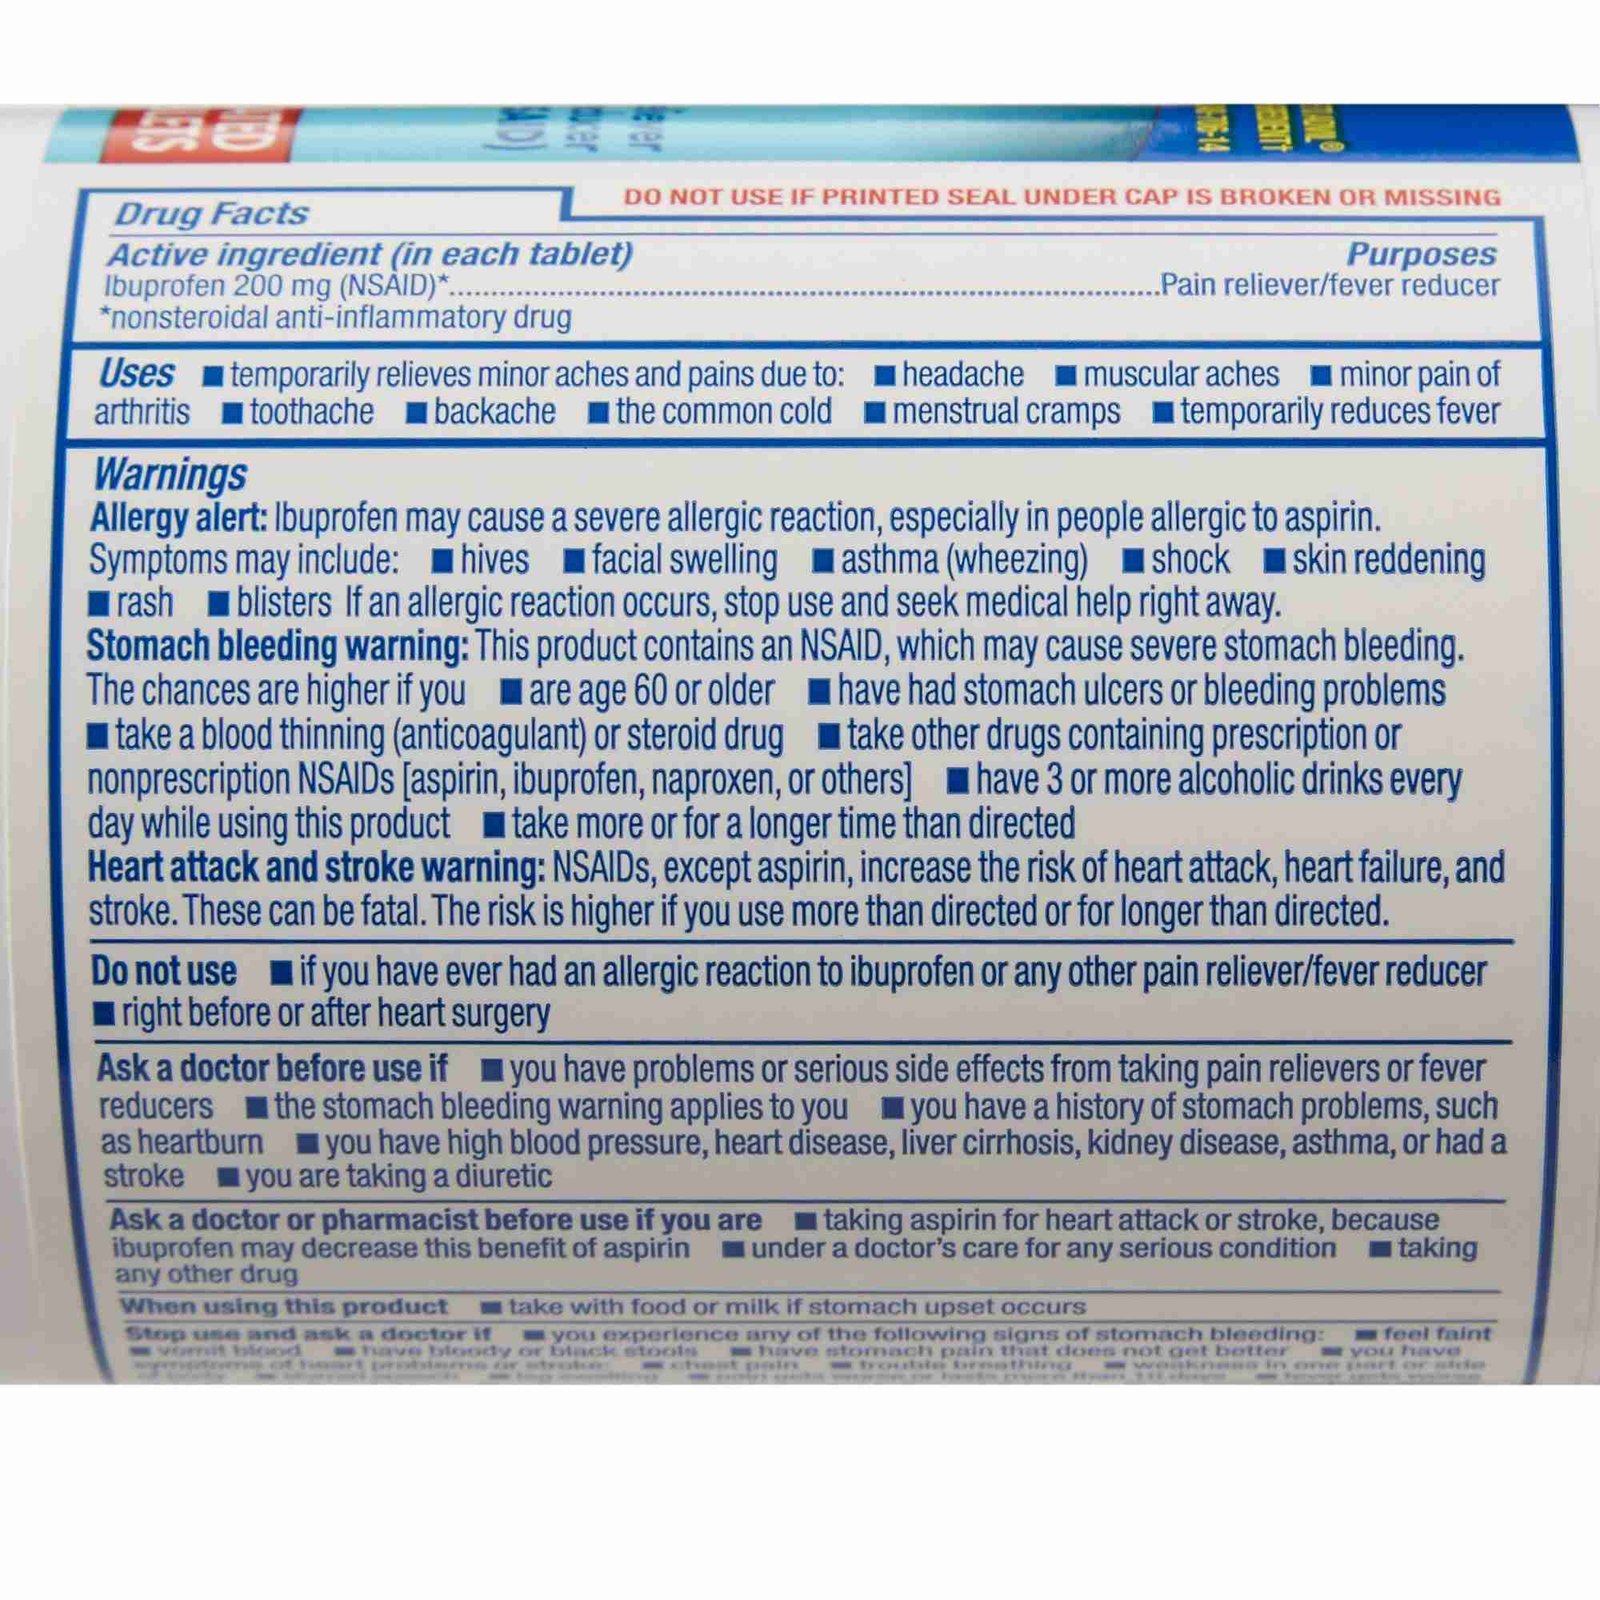 DO NOT USE IF PRINTED SEAL UNDER CAP IS BROKEN OR MISSING
Drug Facts
Active ingredient (in each tablet) Purposes
Ibuprofen 200 mg (NSAID)*....................Pain reliever/fever reducer
*nonsteroidal anti-inflammatory drug
Uses ■ temporarily relieves minor aches and pains due to: ■ headache ■ muscular aches ■ minor pain of
arthritis ■ toothache ■ backache ■ the common cold ■ menstrual cramps ■ temporarily reduces fever
Warnings
Allergy alert: Ibuprofen may cause a severe allergic reaction, especially in people allergic to aspirin.
Symptoms may include: ■ hives ■ facial swelling ■ asthma (wheezing) ■ shock ■ skin reddening
■ rash ■ blisters If an allergic reaction occurs, stop use and seek medical help right away.
Stomach bleeding warning: This product contains an NSAID, which may cause severe stomach bleeding.
The chances are higher if you ■ are age 60 or older ■ have had stomach ulcers or bleeding problems
■ take a blood thinning (anticoagulant) or steroid drug ■ take other drugs containing prescription or
nonprescription NSAIDs [aspirin, ibuprofen, naproxen, or others] ■ have 3 or more alcoholic drinks every
day while using this product ■ take more or for a longer time than directed
Heart attack and stroke warning: NSAIDs, except aspirin, increase the risk of heart attack, heart failure, and
stroke. These can be fatal. The risk is higher if you use more than directed or for longer than directed.
Do not use ■ if you have ever had an allergic reaction to ibuprofen or any other pain reliever/fever reducer
■ right before or after heart surgery
Ask a doctor before use if ■ you have problems or serious side effects from taking pain relievers or fever
reducers ■ the stomach bleeding warning applies to you ■ you have a history of stomach problems, such
as heartburn ■ you have high blood pressure, heart disease, liver cirrhosis, kidney disease, asthma, or had a
stroke ■ you are taking a diuretic
Ask a doctor or pharmacist before use if you are ■ taking aspirin for heart attack or stroke, because
ibuprofen may decrease this benefit of aspirin ■ under a doctor's care for any serious condition ■ taking
any other drug
When using this product ■ take with food or milk if stomach upset occurs
Stop use and ask a doctor if ■ you experience any of the following signs of stomach bleeding: ■ feel faint
■ vomit blood ■ have bloody or black stools ■ have stomach pain that does not get better ■ you have
symptoms of heart problems or stroke: ■ chest pain ■ trouble breathing ■ weakness in one part or side